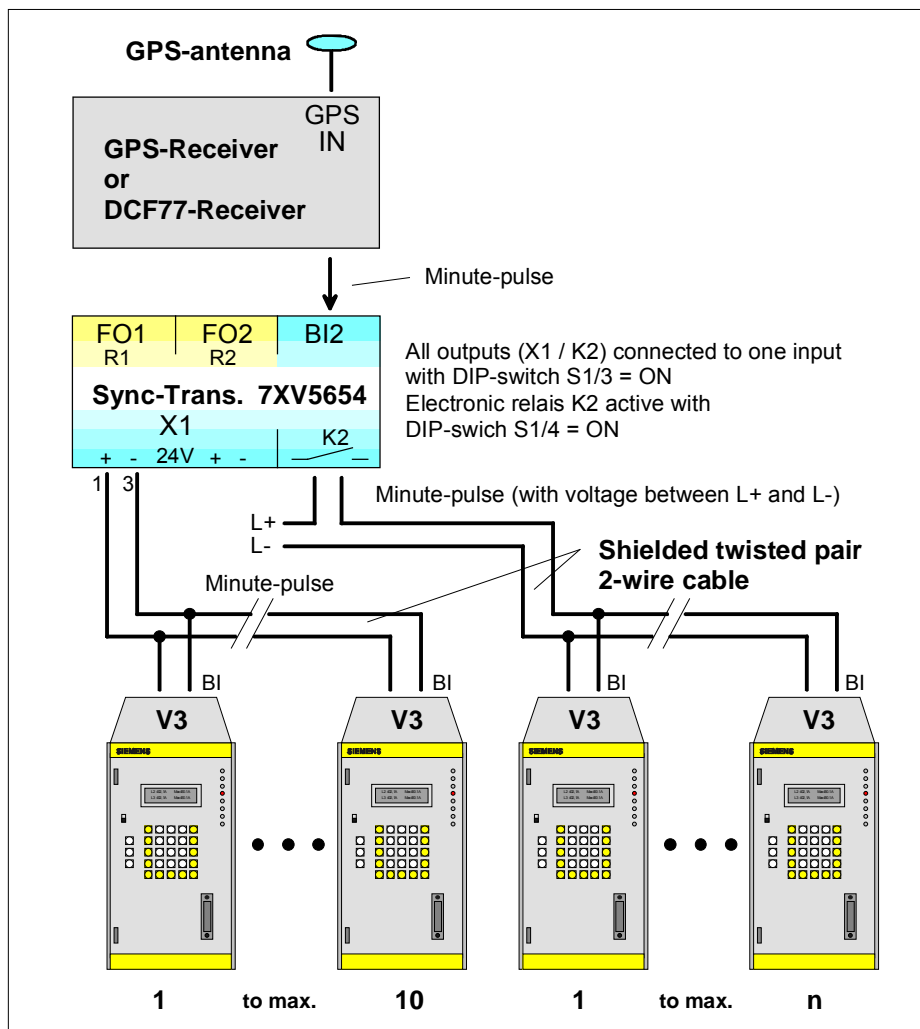 GPS-antenna
GPS
IN
GPS-Receiver
or
DCF77-Receiver
Minute-pulse
FO1 FO2 BI2
R1 R2
Sync-Trans. 7XV5654
X1
K2
+ - 24V + -
1 3
All outputs (X1 / K2) connected to one input
with DIP-switch S1/3 = ON
Electronic relais K2 active with
DIP-swich S1/4 = ON
Minute-pulse (with voltage between L+ and L-)
L+
L-
Shielded twisted pair
2-wire cable
Minute-pulse
BI BI BI
V3 V3 V3 V3
SIEMENS SIEMENS SIEMENS SIEMENS
1 to max. 10 1 to max. n